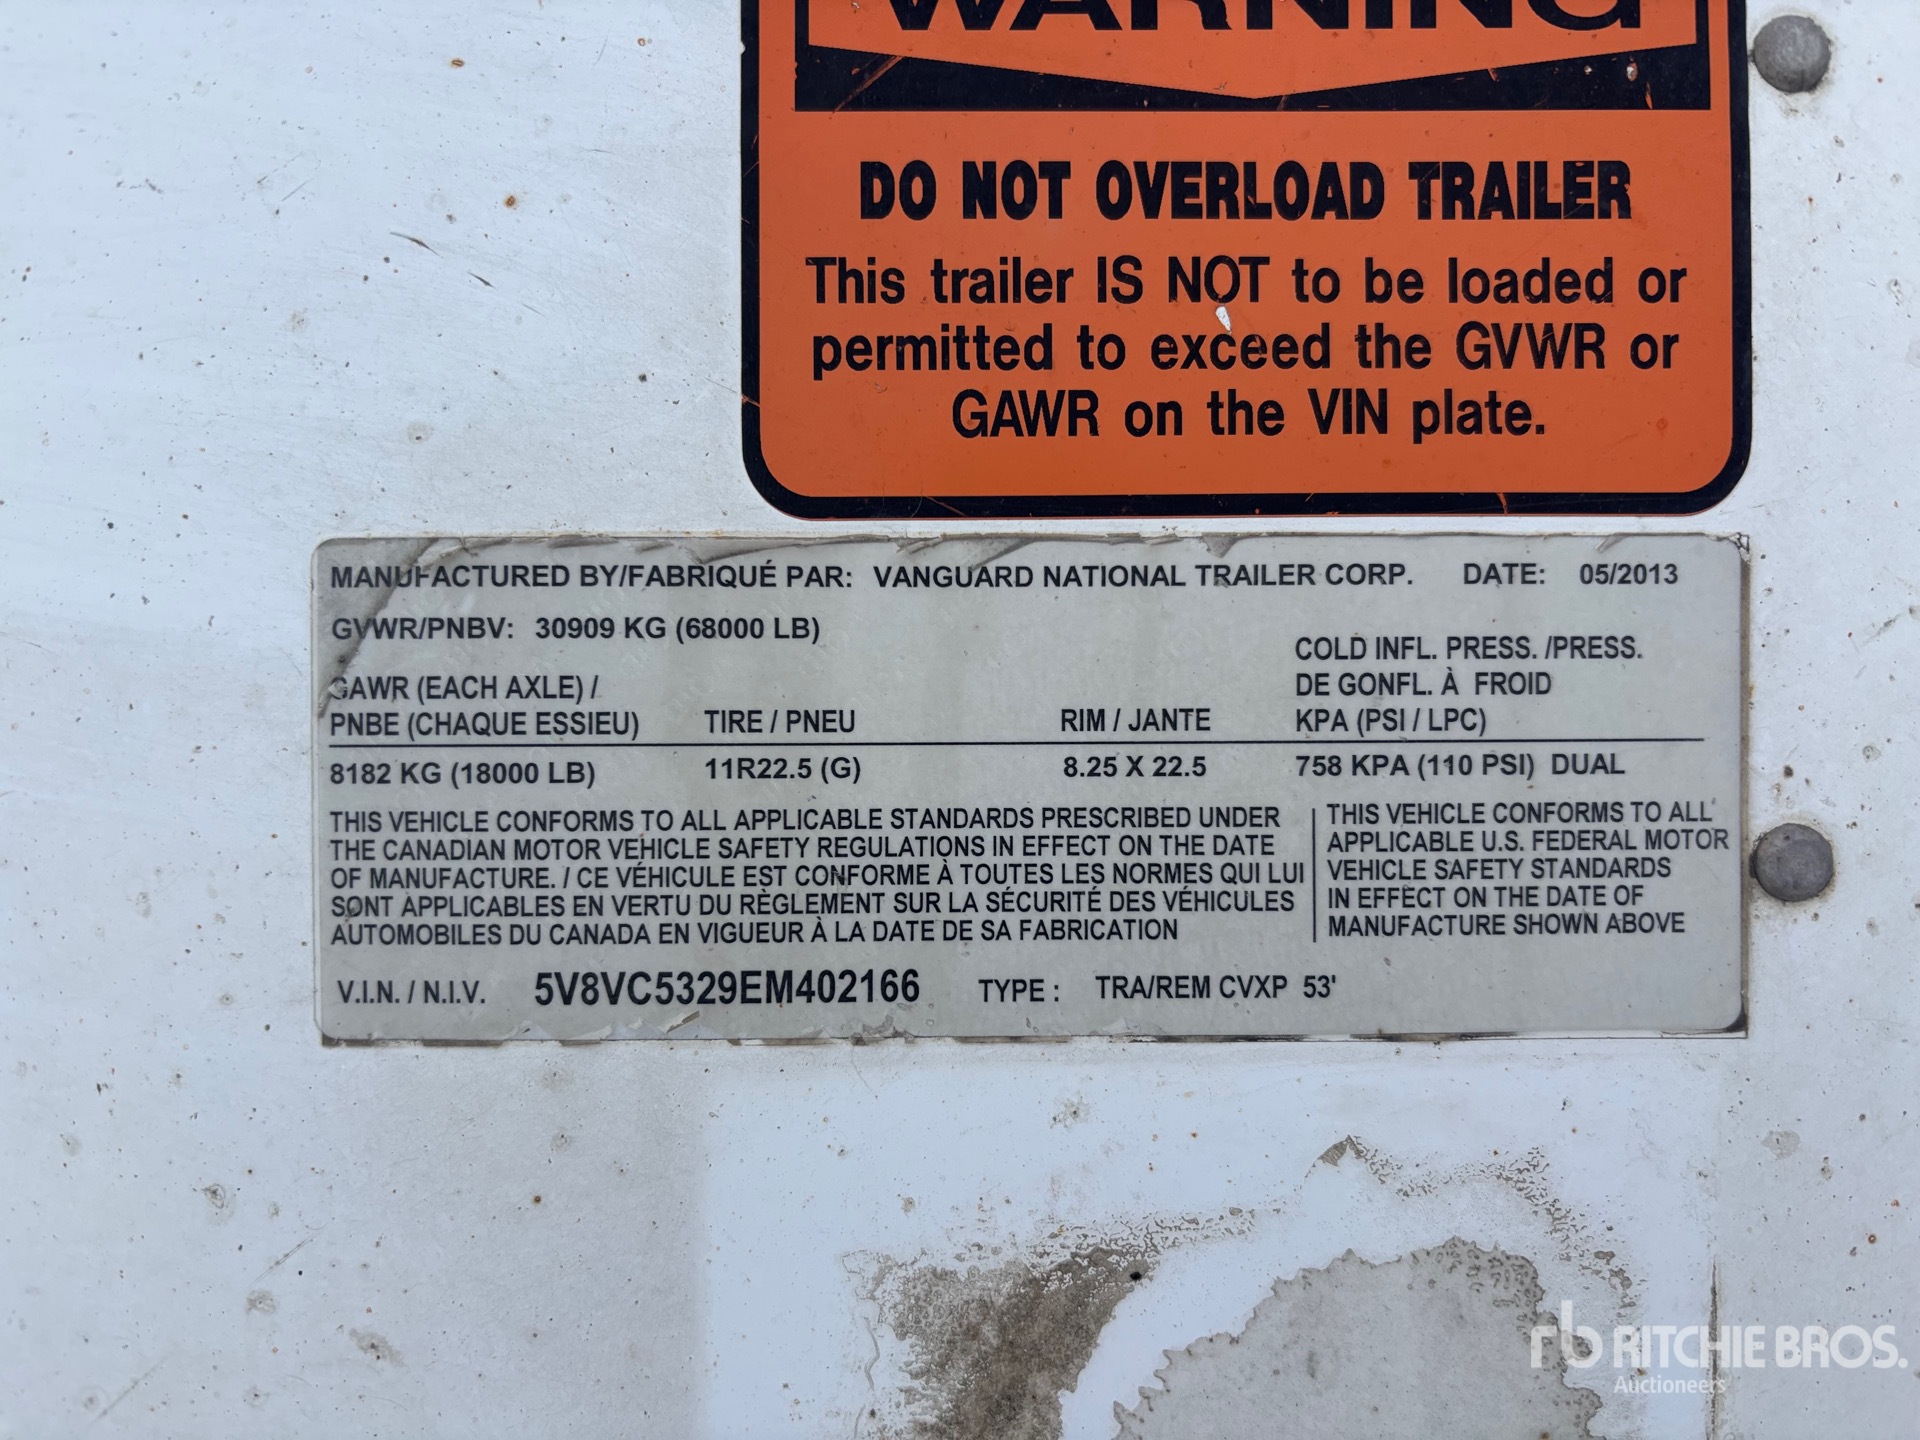 WARNING
DO NOT OVERLOAD TRAILER
This trailer IS NOT to be loaded or
permitted to exceed the GVWR or
GAWR on the VIN plate.
MANUFACTURED BY/FABRIQUÉ PAR: VANGUARD NATIONAL TRAILER CORP. DATE: 05/2013
GVWR/PNBV: 30909 KG (68000 LB)
COLD INFL. PRESS. /PRESS.
GAWR (EACH AXLE) / DE GONFL. À FROID
PNBE (CHAQUE ESSIEU) TIRE / PNEU RIM / JANTE KPA (PSI / LPC)
8182 KG (18000 LB) 11R22.5 (G) 8.25 X 22.5 758 KPA (110 PSI) DUAL
THIS VEHICLE CONFORMS TO ALL APPLICABLE STANDARDS PRESCRIBED UNDER
THE CANADIAN MOTOR VEHICLE SAFETY REGULATIONS IN EFFECT ON THE DATE
OF MANUFACTURE. / CE VÉHICULE EST CONFORME À TOUTES LES NORMES QUI LUI
SONT APPLICABLES EN VERTU DU RÈGLEMENT SUR LA SÉCURITÉ DES VÉHICULES
AUTOMOBILES DU CANADA EN VIGUEUR À LA DATE DE SA FABRICATION
THIS VEHICLE CONFORMS TO ALL
APPLICABLE U.S. FEDERAL MOTOR
VEHICLE SAFETY STANDARDS
IN EFFECT ON THE DATE OF
MANUFACTURE SHOWN ABOVE
V.I.N. / N.I.V. 5V8VC5329EM402166 TYPE : TRA/REM CVXP 53'
rb RITCHIE BROS.
Auctioneers